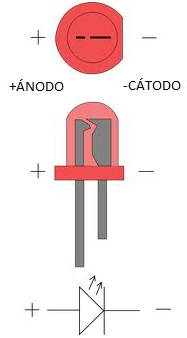 + —
+ÁNODO -CÁTODO
+ —
+ —